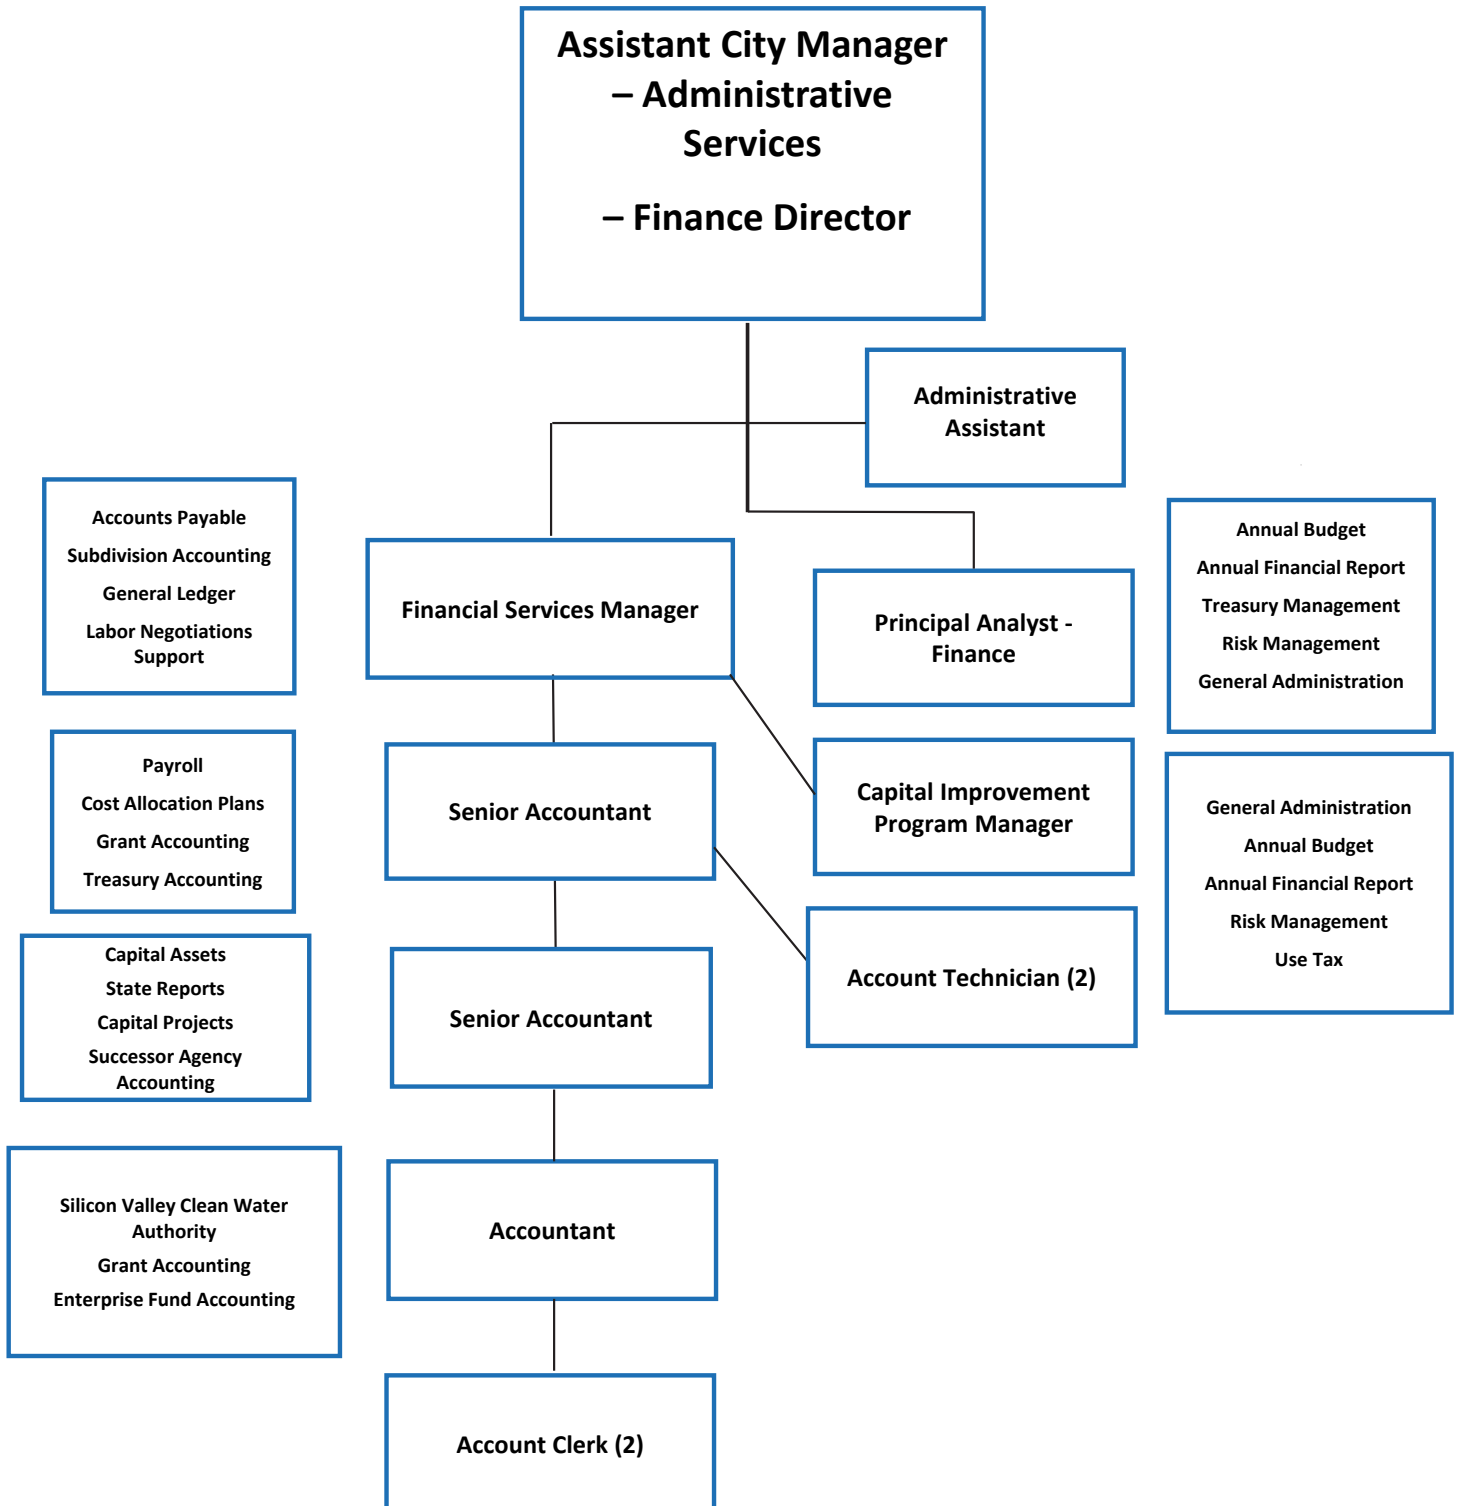 Assistant City Manager
– Administrative
Services
– Finance Director
Administrative
Assistant
Accounts Payable
Subdivision Accounting
General Ledger
Labor Negotiations
Support
Financial Services Manager
Principal Analyst -
Finance
Annual Budget
Annual Financial Report
Treasury Management
Risk Management
General Administration
Payroll
Cost Allocation Plans
Grant Accounting
Treasury Accounting
Senior Accountant
Capital Improvement
Program Manager
General Administration
Annual Budget
Annual Financial Report
Risk Management
Use Tax
Capital Assets
State Reports
Capital Projects
Successor Agency
Accounting
Senior Accountant
Account Technician (2)
Silicon Valley Clean Water
Authority
Grant Accounting
Enterprise Fund Accounting
Accountant
Account Clerk (2)